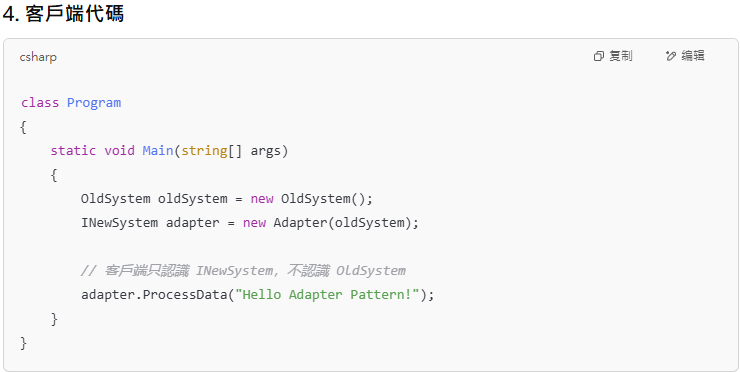 4. 客戶端代碼
csharp
复制
编辑
class Program
{
    static void Main(string[] args)
    {
        OldSystem oldSystem = new OldSystem();
        INewSystem adapter = new Adapter(oldSystem);

        // 客戶端只認識 INewSystem，不認識 OldSystem
        adapter.ProcessData("Hello Adapter Pattern!");
    }
}